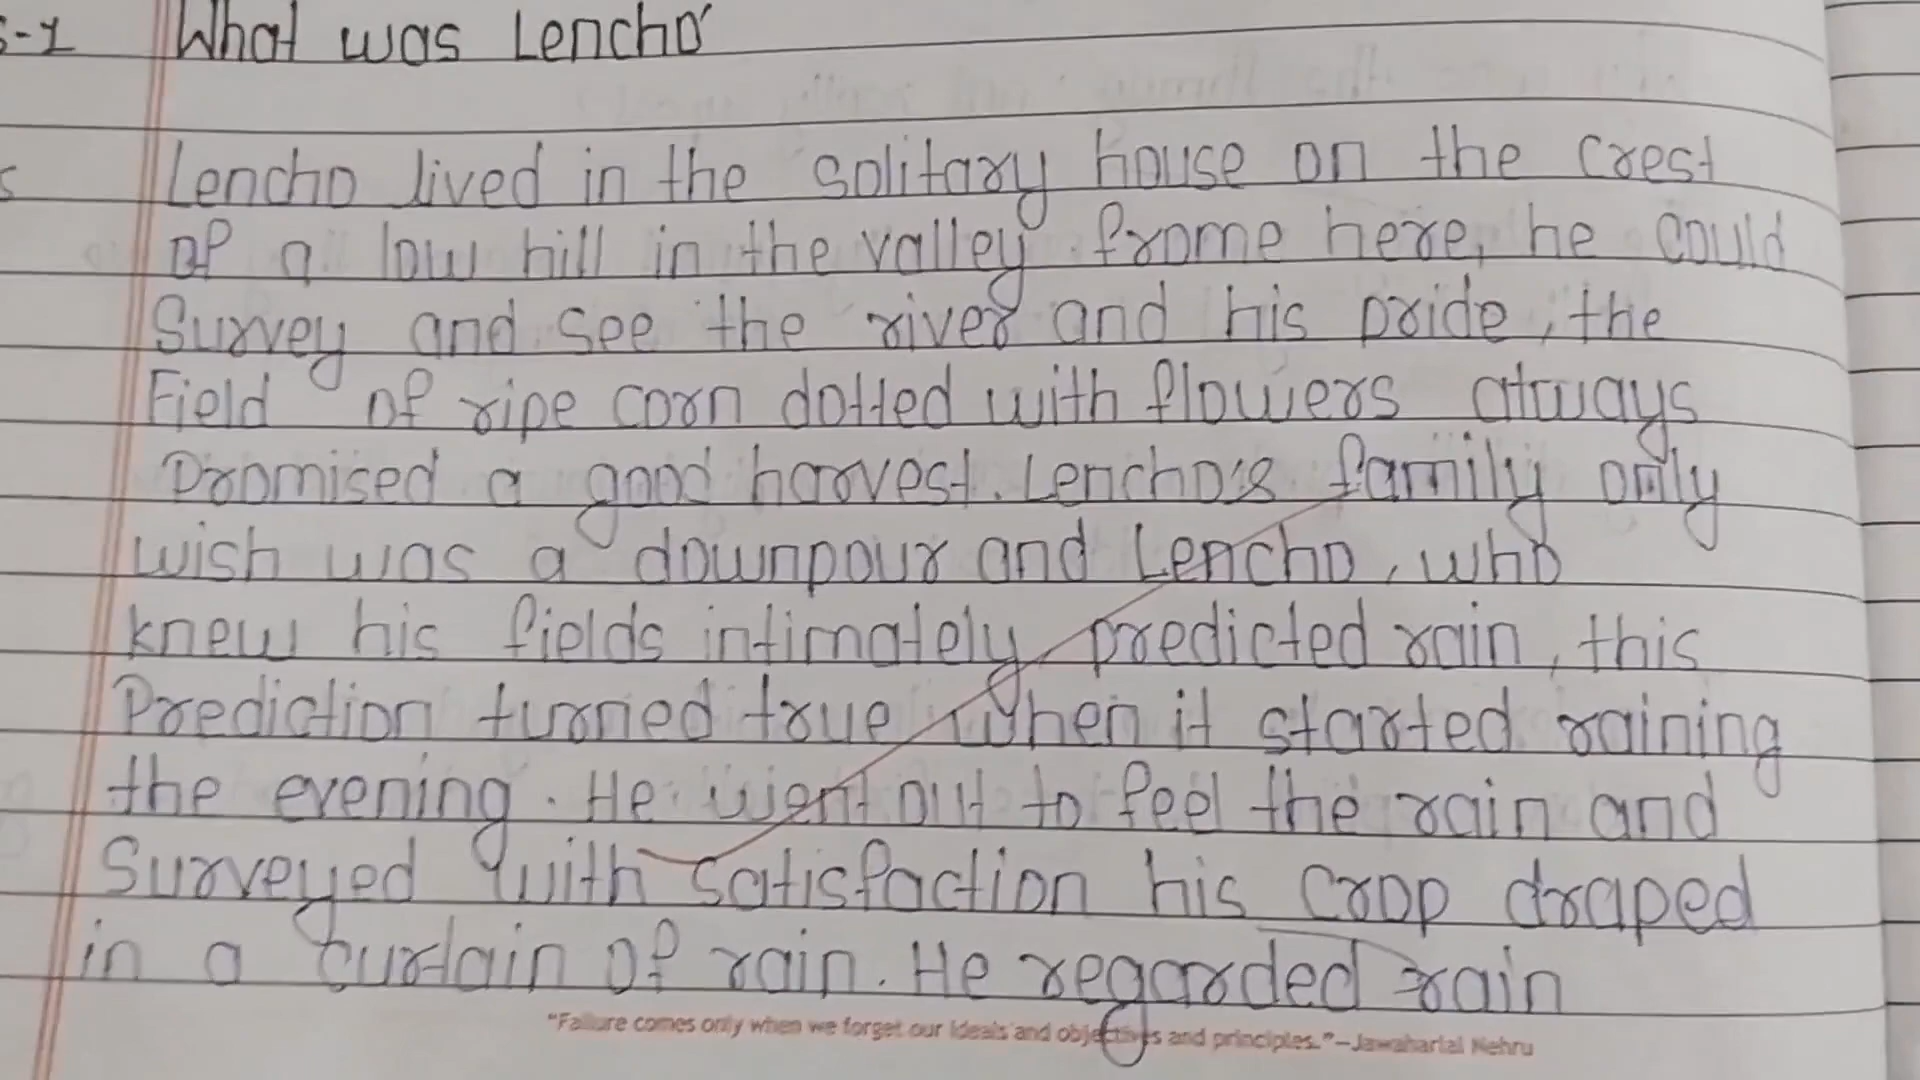 -1 What was Lencho'
Lencho lived in the solitary house on the crest
of a low hill in the valley. frome here, he could
Survey and see the river and his pride, the
Field of ripe corn dotted with flowers always
Promised a good harvest. Lencho's family only
wish was a downpour and Lencho, who
knew his fields intimately predicted rain, this
Prediction turned true when it started raining
the evening. He went out to feel the rain and
Surveyed with satisfaction his crop draped
in a curtain of rain. He regarded rain
"Failure comes only when we forget our ideals and objectives and principles."—Jawaharlal Nehru